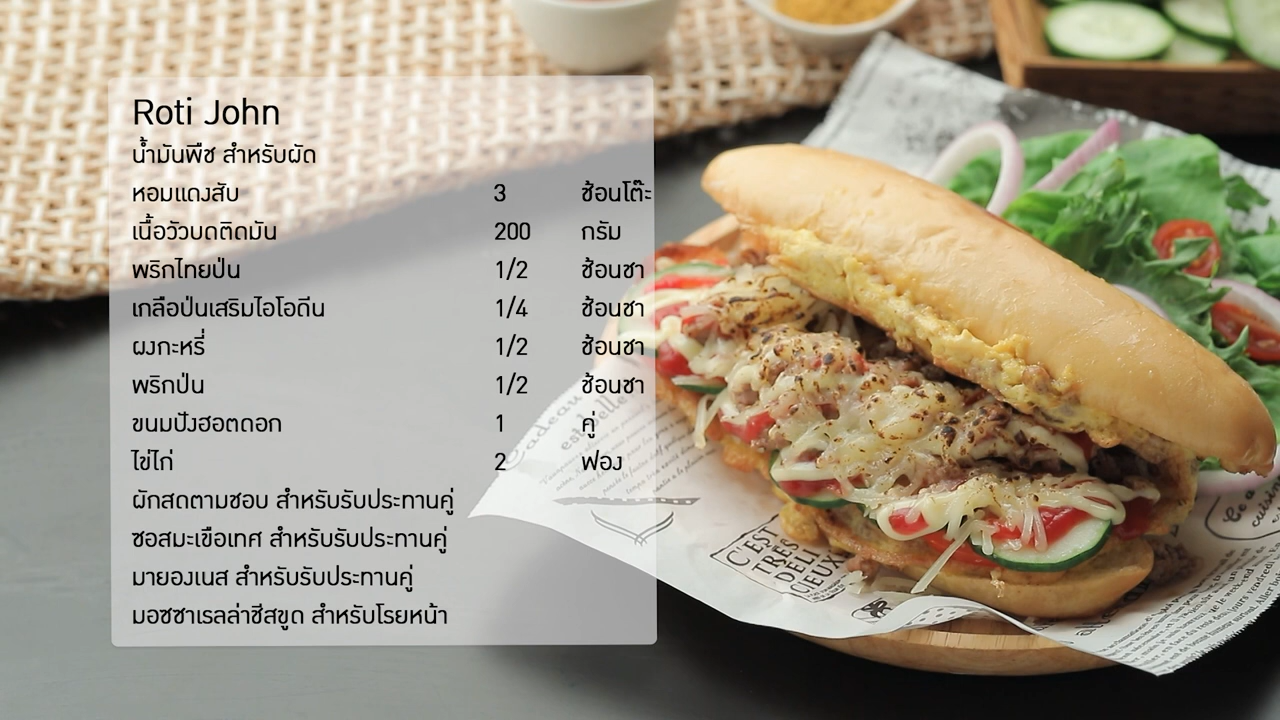 Roti John
น้ำมันพืช สำหรับผัด
หอมแดงสับ 3 ช้อนโต๊ะ
เนื้อวัวบดติดมัน 200 กรัม
พริกไทยป่น 1/2 ช้อนชา
เกลือป่นเสริมไอโอดีน 1/4 ช้อนชา
ผงกะหรี่ 1/2 ช้อนชา
พริกป่น 1/2 ช้อนชา
ขนมปังฮอตดอก 1 คู่
ไข่ไก่ 2 ฟอง
ผักสดตามชอบ สำหรับรับประทานคู่
ซอสมะเขือเทศ สำหรับรับประทานคู่
มายองเนส สำหรับรับประทานคู่
มอซซาเรลล่าชีสขูด สำหรับโรยหน้า
C'EST
TRES
DELI
CIEUX